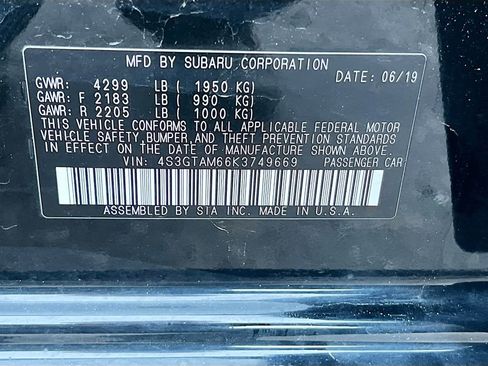 MFD BY SUBARU CORPORATION
DATE: 06/19
GVWR: 4299 LB ( 1950 KG)
GAWR: F 2183 LB ( 990 KG)
GAWR: R 2205 LB ( 1000 KG)
THIS VEHICLE CONFORMS TO ALL APPLICABLE FEDERAL MOTOR
VEHICLE SAFETY, BUMPER, AND THEFT PREVENTION STANDARDS
IN EFFECT ON THE DATE OF MANUFACTURE SHOWN ABOVE.
VIN: 4S3GTAM66K3749669 PASSENGER CAR
ASSEMBLED BY SIA INC. MADE IN U.S.A.